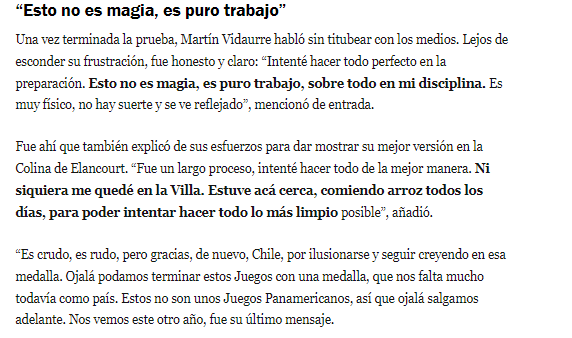 “Esto no es magia, es puro trabajo”
Una vez terminada la prueba, Martín Vidaurre habló sin titubear con los medios. Lejos de
esconder su frustración, fue honesto y claro: “Intenté hacer todo perfecto en la
preparación. Esto no es magia, es puro trabajo, sobre todo en mi disciplina. Es
muy físico, no hay suerte y se ve reflejado”, mencionó de entrada.
Fue ahí que también explicó de sus esfuerzos para dar mostrar su mejor versión en la
Colina de Elancourt. “Fue un largo proceso, intenté hacer todo de la mejor manera. Ni
siquiera me quedé en la Villa. Estuve acá cerca, comiendo arroz todos los
días, para poder intentar hacer todo lo más limpio posible”, añadió.
“Es crudo, es rudo, pero gracias, de nuevo, Chile, por ilusionarse y seguir creyendo en esa
medalla. Ojalá podamos terminar estos Juegos con una medalla, que nos falta mucho
todavía como país. Estos no son unos Juegos Panamericanos, así que ojalá salgamos
adelante. Nos vemos este otro año, fue su último mensaje.